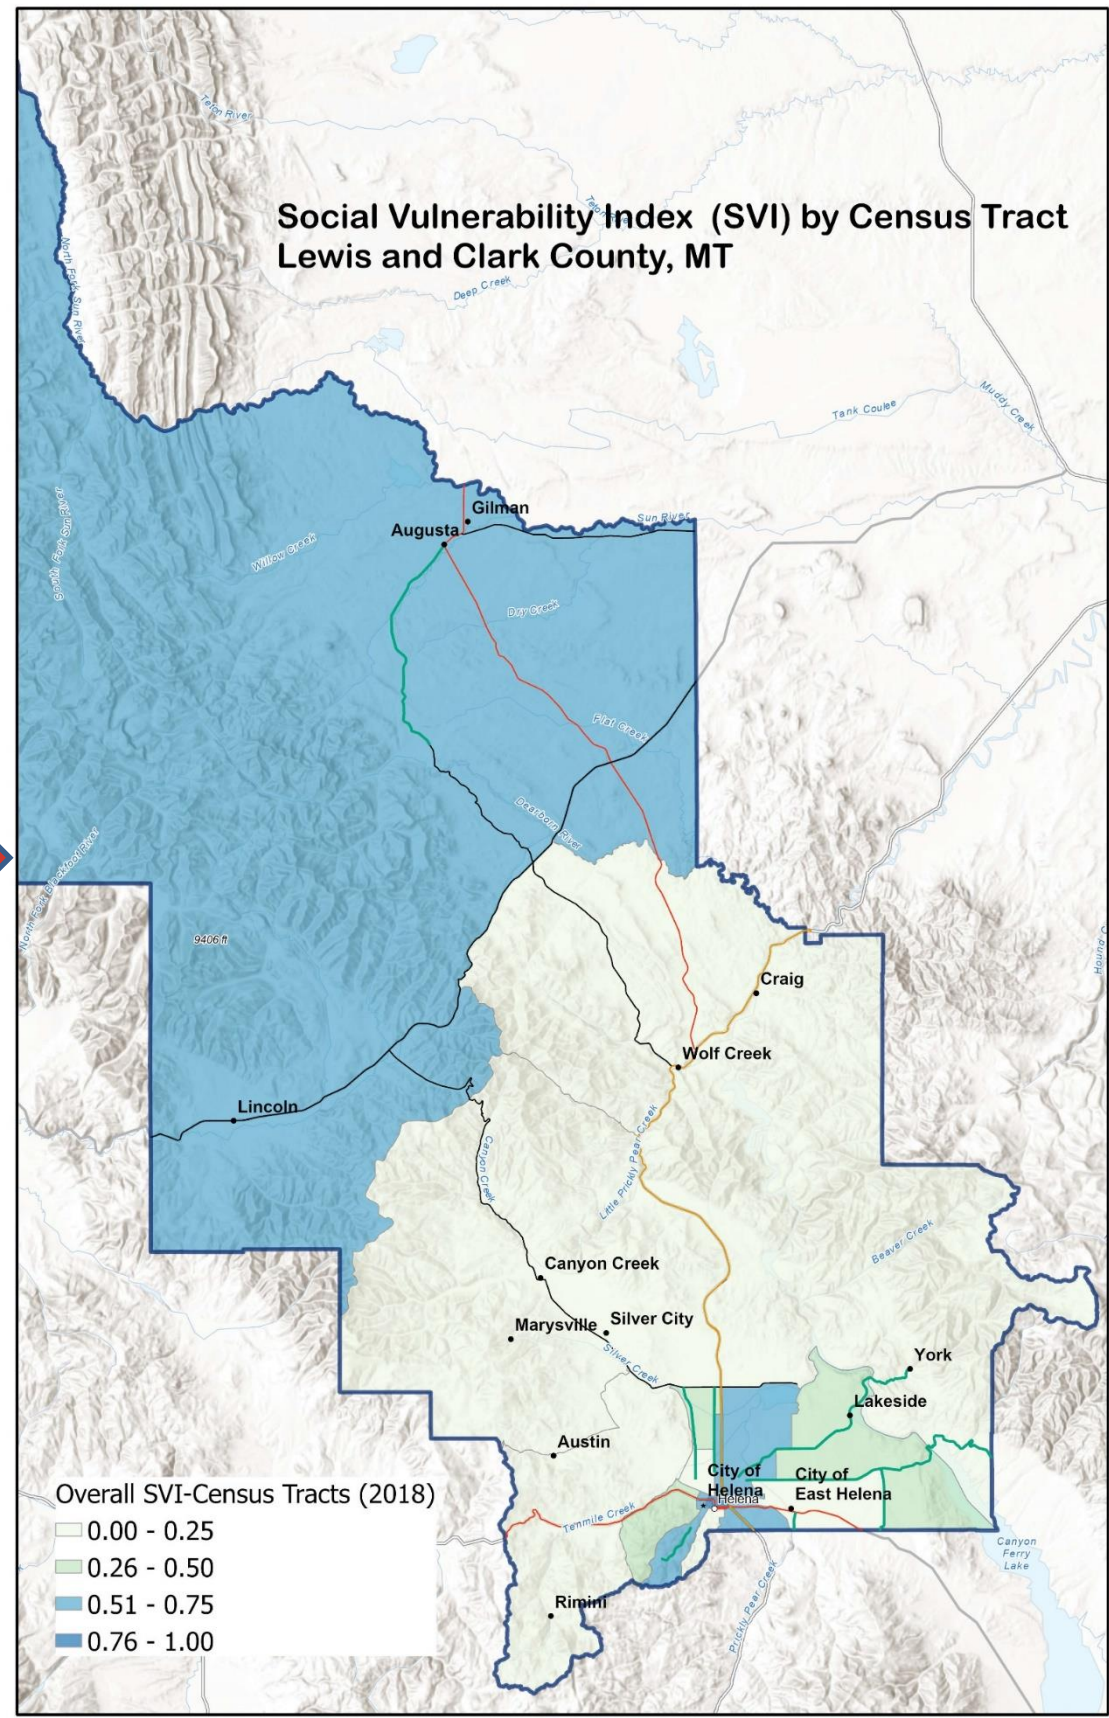 Teton River
Social Vulnerability Index (SVI) by Census Tract
Lewis and Clark County, MT
Teton River
North Fork Sun River
Deep Creek
Muddy Creek
Tank Coulee
South Fork Sun River
Gilman
Sun River
Augusta
Willow Creek
Dry Creek
Flat Creek
Dearborn River
North Fork Blackfoot River
9406 ft
Craig
Wolf Creek
Lincoln
Little Prickly Pear Creek
Canyon Creek
Beaver Creek
Canyon Creek
Marysville
Silver City
Silver Creek
York
Lakeside
Austin
City of
Helena
Helena
City of
East Helena
Tenmile Creek
Canyon
Ferry
Lake
Prickly Pear Creek
Rimini
Overall SVI-Census Tracts (2018)
0.00 - 0.25
0.26 - 0.50
0.51 - 0.75
0.76 - 1.00